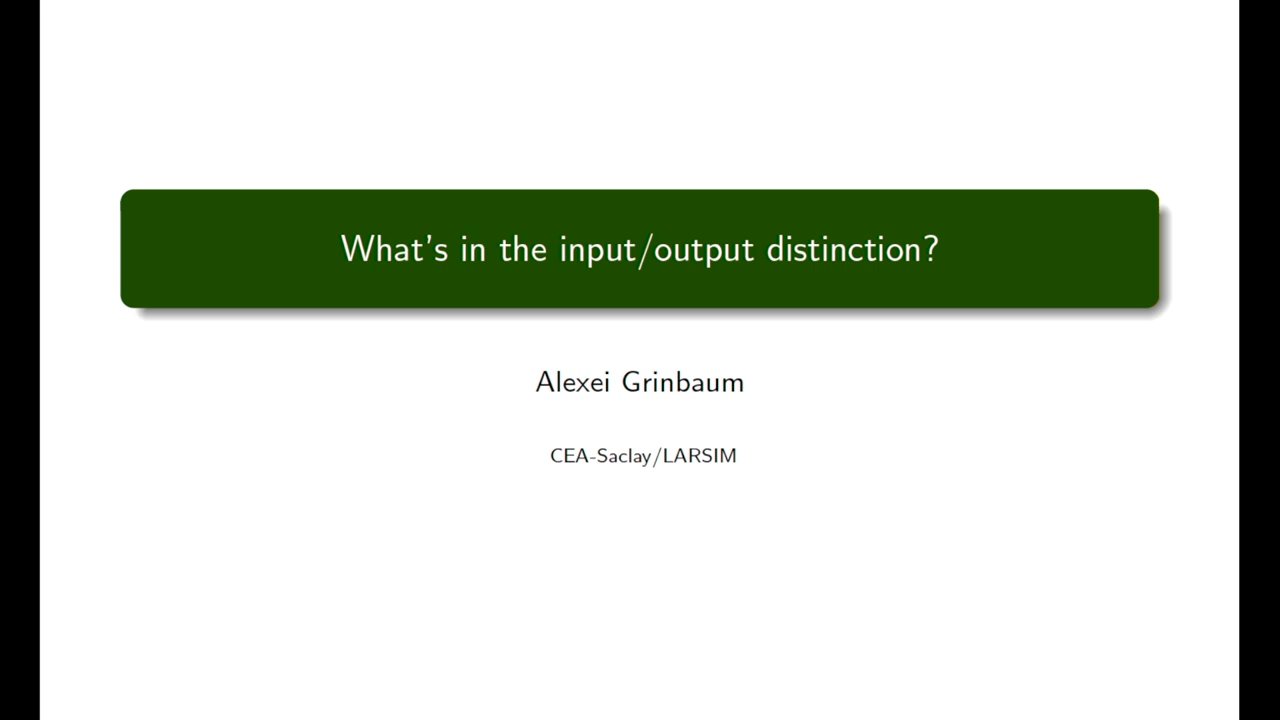 What's in the input/output distinction?
Alexei Grinbaum
CEA-Saclay/LARSIM